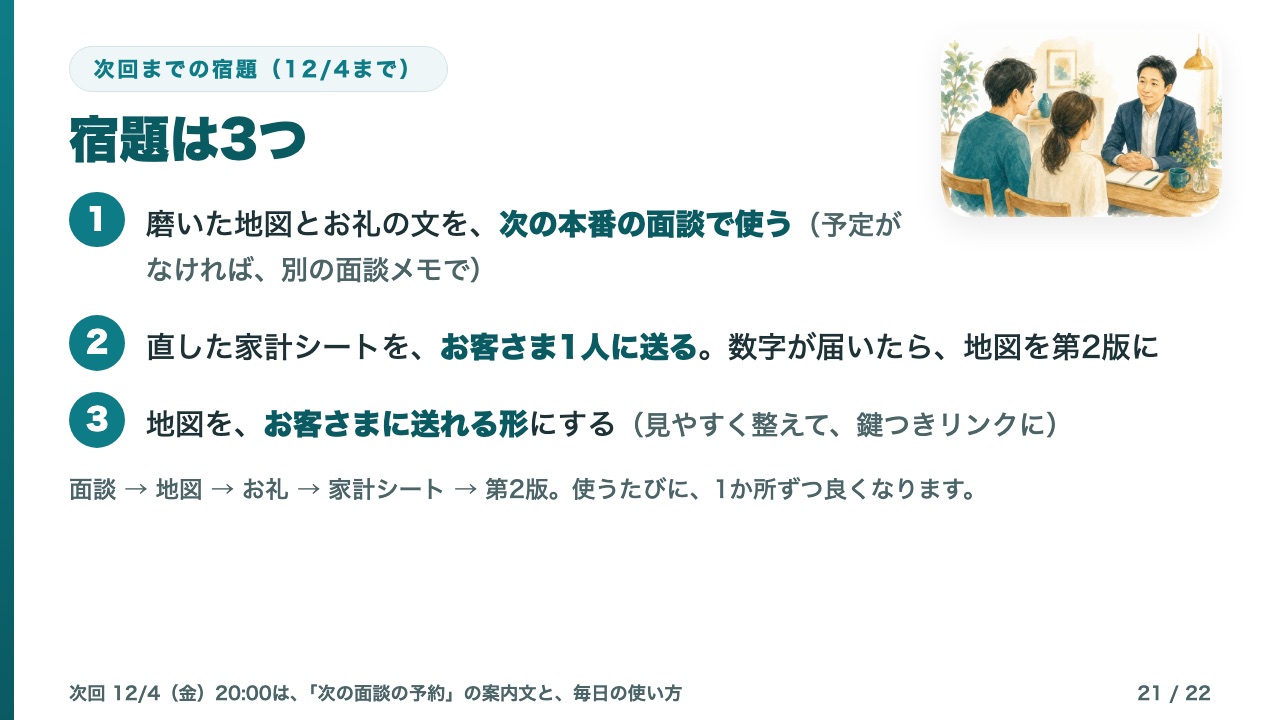 次回までの宿題（12/4まで）
宿題は3つ
1 磨いた地図とお礼の文を、次の本番の面談で使う（予定が
なければ、別の面談メモで）
2 直した家計シートを、お客さま1人に送る。数字が届いたら、地図を第2版に
3 地図を、お客さまに送れる形にする（見やすく整えて、鍵つきリンクに）
面談 → 地図 → お礼 → 家計シート → 第2版。使うたびに、1か所ずつ良くなります。
次回 12/4（金）20:00は、「次の面談の予約」の案内文と、毎日の使い方
21 / 22